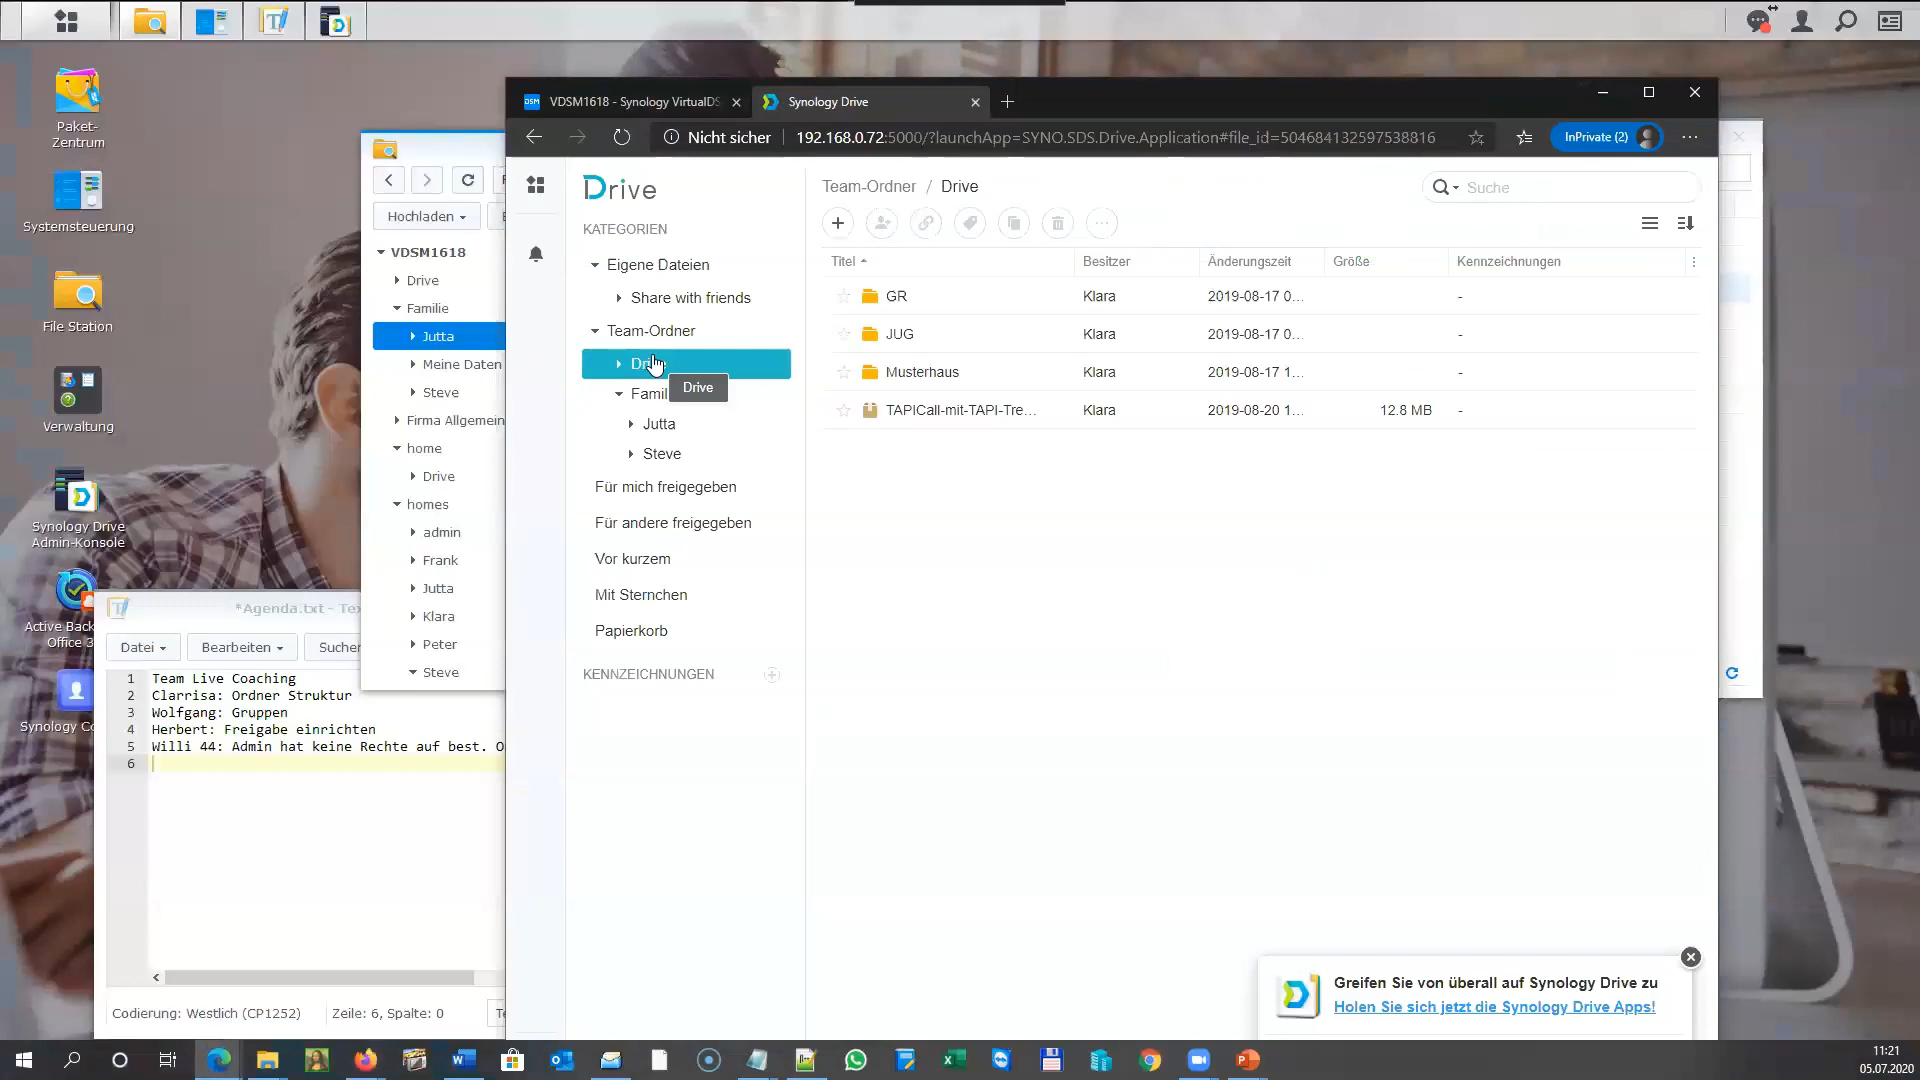 Paket-
Zentrum
Systemsteuerung
File Station
Verwaltung
Synology Drive
Admin-Konsole
Active Back
Office 3
Synology Co
Hochladen
VDSM1618
Drive
Familie
Jutta
Meine Daten
Steve
Firma Allgemein
home
Drive
homes
admin
Frank
Jutta
Klara
Peter
Steve
*Agenda.txt - Tex
Datei
Bearbeiten
Suchen
1 Team Live Coaching
2 Clarrisa: Ordner Struktur
3 Wolfgang: Gruppen
4 Herbert: Freigabe einrichten
5 Willi 44: Admin hat keine Rechte auf best. O
6
Codierung: Westlich (CP1252)
Zeile: 6, Spalte: 0
DSM VDSM1618 - Synology VirtualDS
Synology Drive
Nicht sicher
192.168.0.72:5000/?launchApp=SYNO.SDS.Drive.Application#file_id=504684132597538816
InPrivate (2)
Drive
KATEGORIEN
Eigene Dateien
Share with friends
Team-Ordner
Drive
Drive
Famil
Jutta
Steve
Für mich freigegeben
Für andere freigegeben
Vor kurzem
Mit Sternchen
Papierkorb
KENNZEICHNUNGEN
Team-Ordner / Drive
Suche
Titel Besitzer Änderungszeit Größe Kennzeichnungen
GR Klara 2019-08-17 0... -
JUG Klara 2019-08-17 0... -
Musterhaus Klara 2019-08-17 1... -
TAPICall-mit-TAPI-Tre... Klara 2019-08-20 1... 12.8 MB -
Greifen Sie von überall auf Synology Drive zu
Holen Sie sich jetzt die Synology Drive Apps!
11:21
05.07.2020